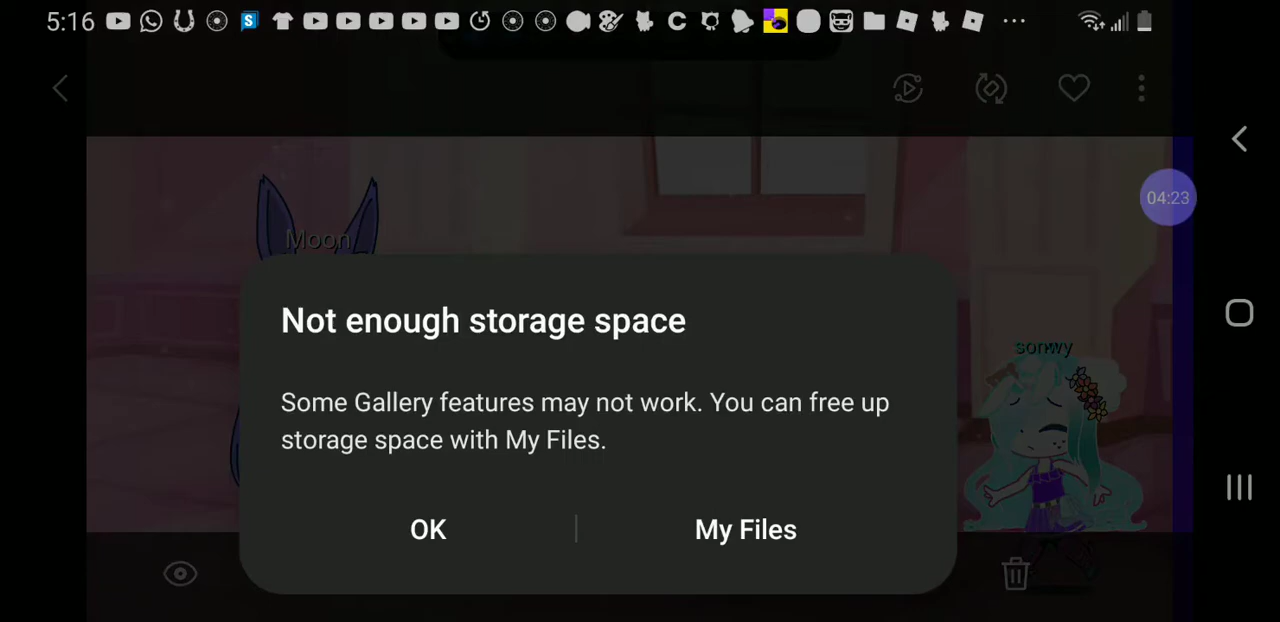 5:16
04:23
Moon
Not enough storage space
sonwy
Some Gallery features may not work. You can free up
storage space with My Files.
OK
My Files